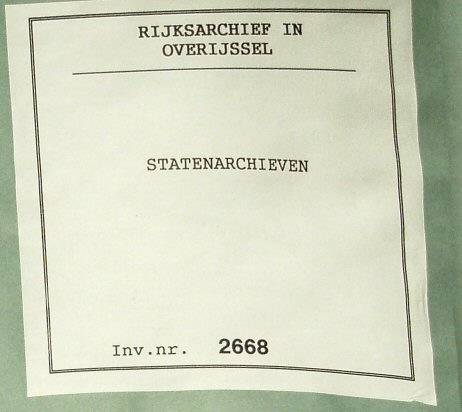 RIJKSARCHIEF IN
OVERIJSSEL
STATENARCHIEVEN
Inv.nr. 2668